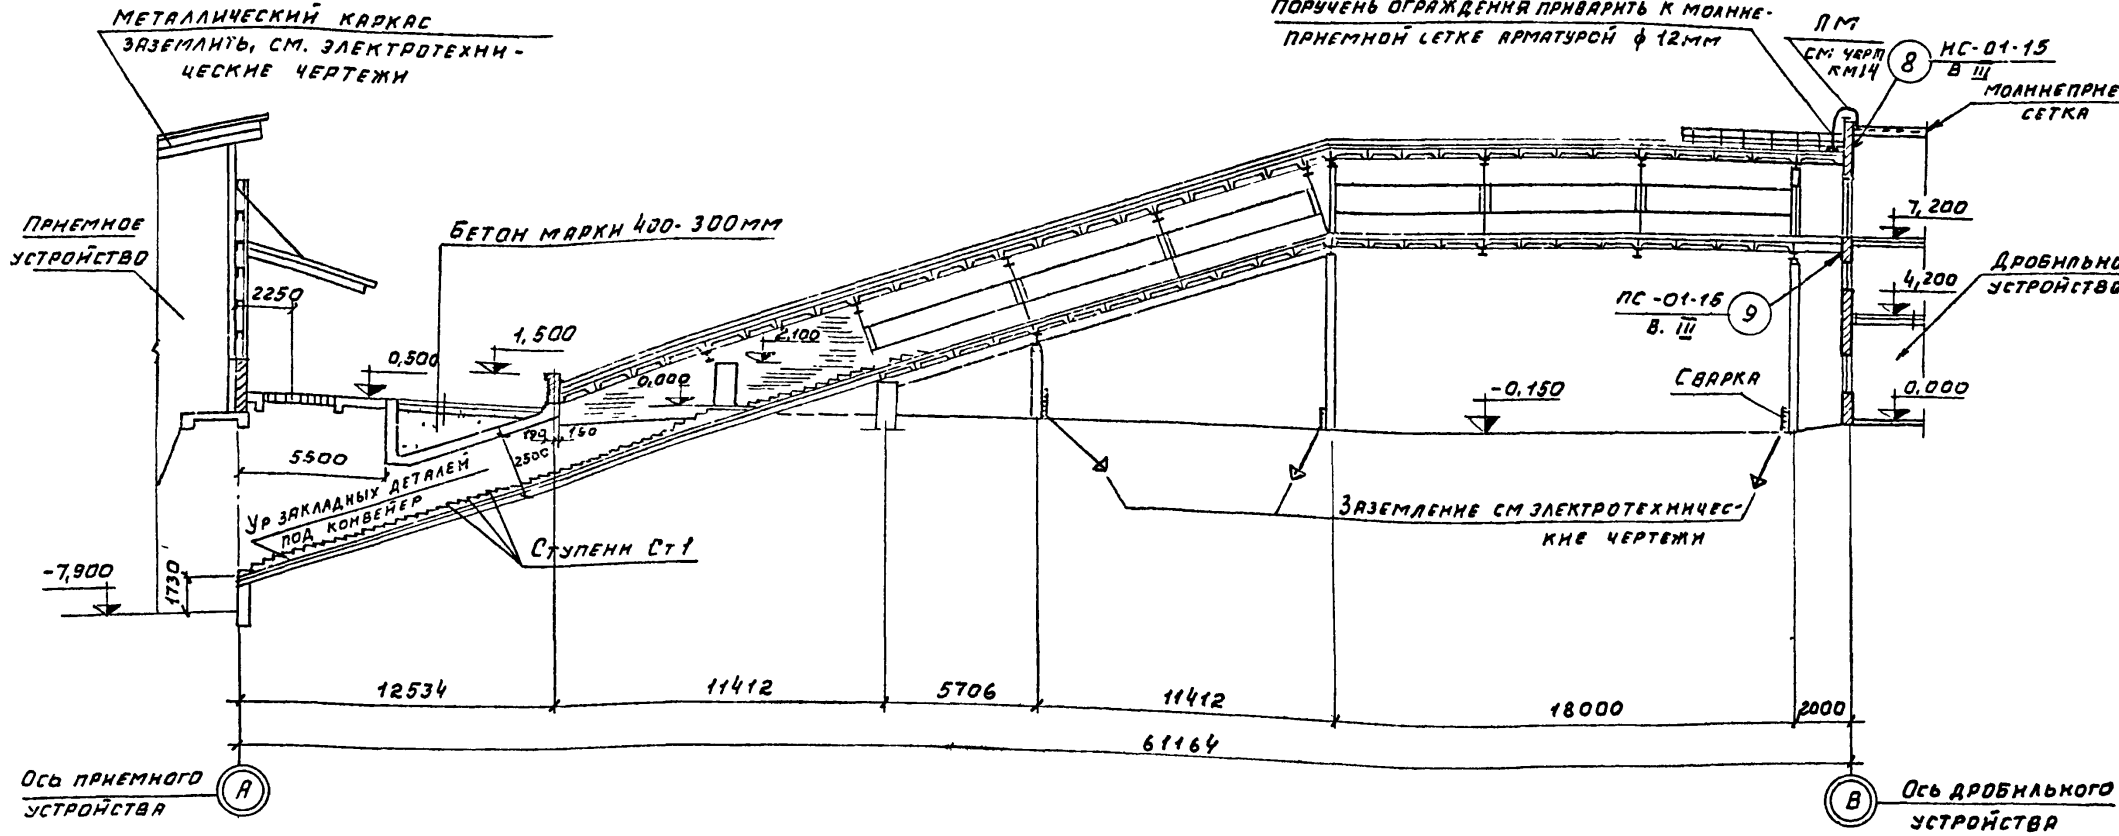 МЕТАЛЛИЧЕСКИЙ КАРКАС
ЗАЗЕМЛИТЬ, СМ. ЭЛЕКТРОТЕХНИ-
ЧЕСКИЕ ЧЕРТЕЖИ
ПОРУЧЕНЬ ОГРАЖДЕНИЯ ПРИВАРИТЬ К МОЛНИЕ-
ПРИЕМНОЙ СЕТКЕ АРМАТУРОЙ ф 12ММ
ЛМ
СМ. ЧЕРТ
КМ14
8
ИС-01-15
В III
МОЛНИЕПРИЕ
СЕТКА
ПРИЕМНОЕ
УСТРОЙСТВО
БЕТОН МАРКИ 400-300ММ
7,200
2250
ДРОБИЛЬНО
УСТРОЙСТВО
4,200
ПС-01-15
В. III
9
1,500
2,100
0,500
0,000
СВАРКА
-0,150
0,000
150
2500
5500
УР ЗАКЛАДНЫХ ДЕТАЛЕЙ
ПОД КОНВЕЙЕР
ЗАЗЕМЛЕНИЕ СМ ЭЛЕКТРОТЕХНИЧЕС-
КИЕ ЧЕРТЕЖИ
СТУПЕНИ СТ1
-7,900
1730
12534
11412
5706
11412
18000
2000
61164
ОСЬ ПРИЕМНОГО
УСТРОЙСТВА
А
В
ОСЬ ДРОБИЛЬНОГО
УСТРОЙСТВА